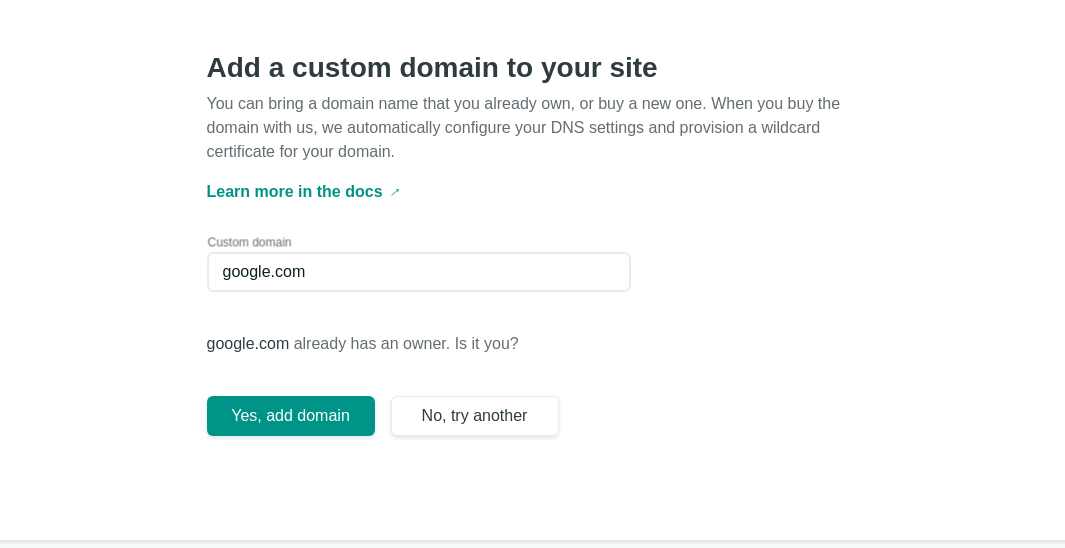 Add a custom domain to your site
You can bring a domain name that you already own, or buy a new one. When you buy the
domain with us, we automatically configure your DNS settings and provision a wildcard
certificate for your domain.
Learn more in the docs ↗
Custom domain
google.com
google.com already has an owner. Is it you?
Yes, add domain
No, try another